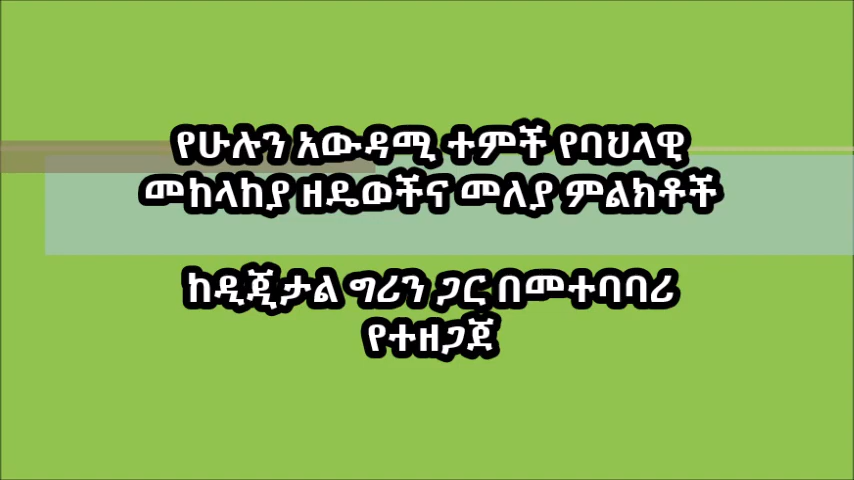 የሁሉን አውዳሚ ተምች የባህላዊ
መከላከያ ዘዴወችና መለያ ምልክቶች
ከዲጂታል ግሪን ጋር በመተባባሪ
የተዘጋጀ